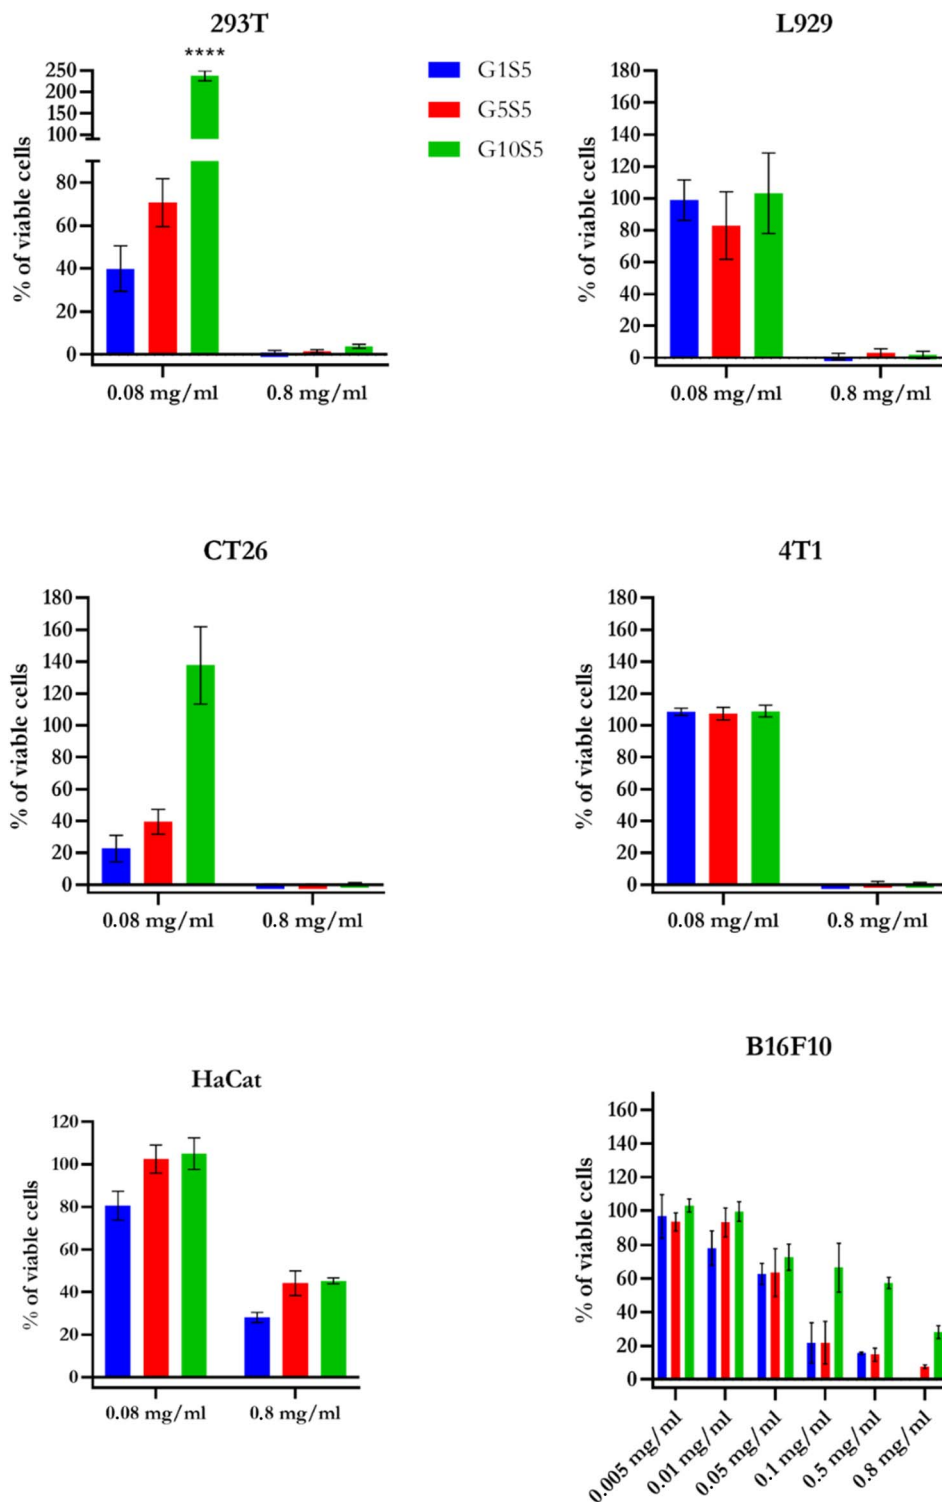 293T
****
250
200
150
100
80
60
40
20
0
% of viable cells
0.08 mg/ml
0.8 mg/ml
G1S5
G5S5
G10S5
L929
180
160
140
120
100
80
60
40
20
0
% of viable cells
0.08 mg/ml
0.8 mg/ml
CT26
180
160
140
120
100
80
60
40
20
0
% of viable cells
0.08 mg/ml
0.8 mg/ml
4T1
180
160
140
120
100
80
60
40
20
0
% of viable cells
0.08 mg/ml
0.8 mg/ml
HaCat
120
100
80
60
40
20
0
% of viable cells
0.08 mg/ml
0.8 mg/ml
B16F10
160
140
120
100
80
60
40
20
0
% of viable cells
0.005 mg/ml
0.01 mg/ml
0.05 mg/ml
0.1 mg/ml
0.5 mg/ml
0.8 mg/ml